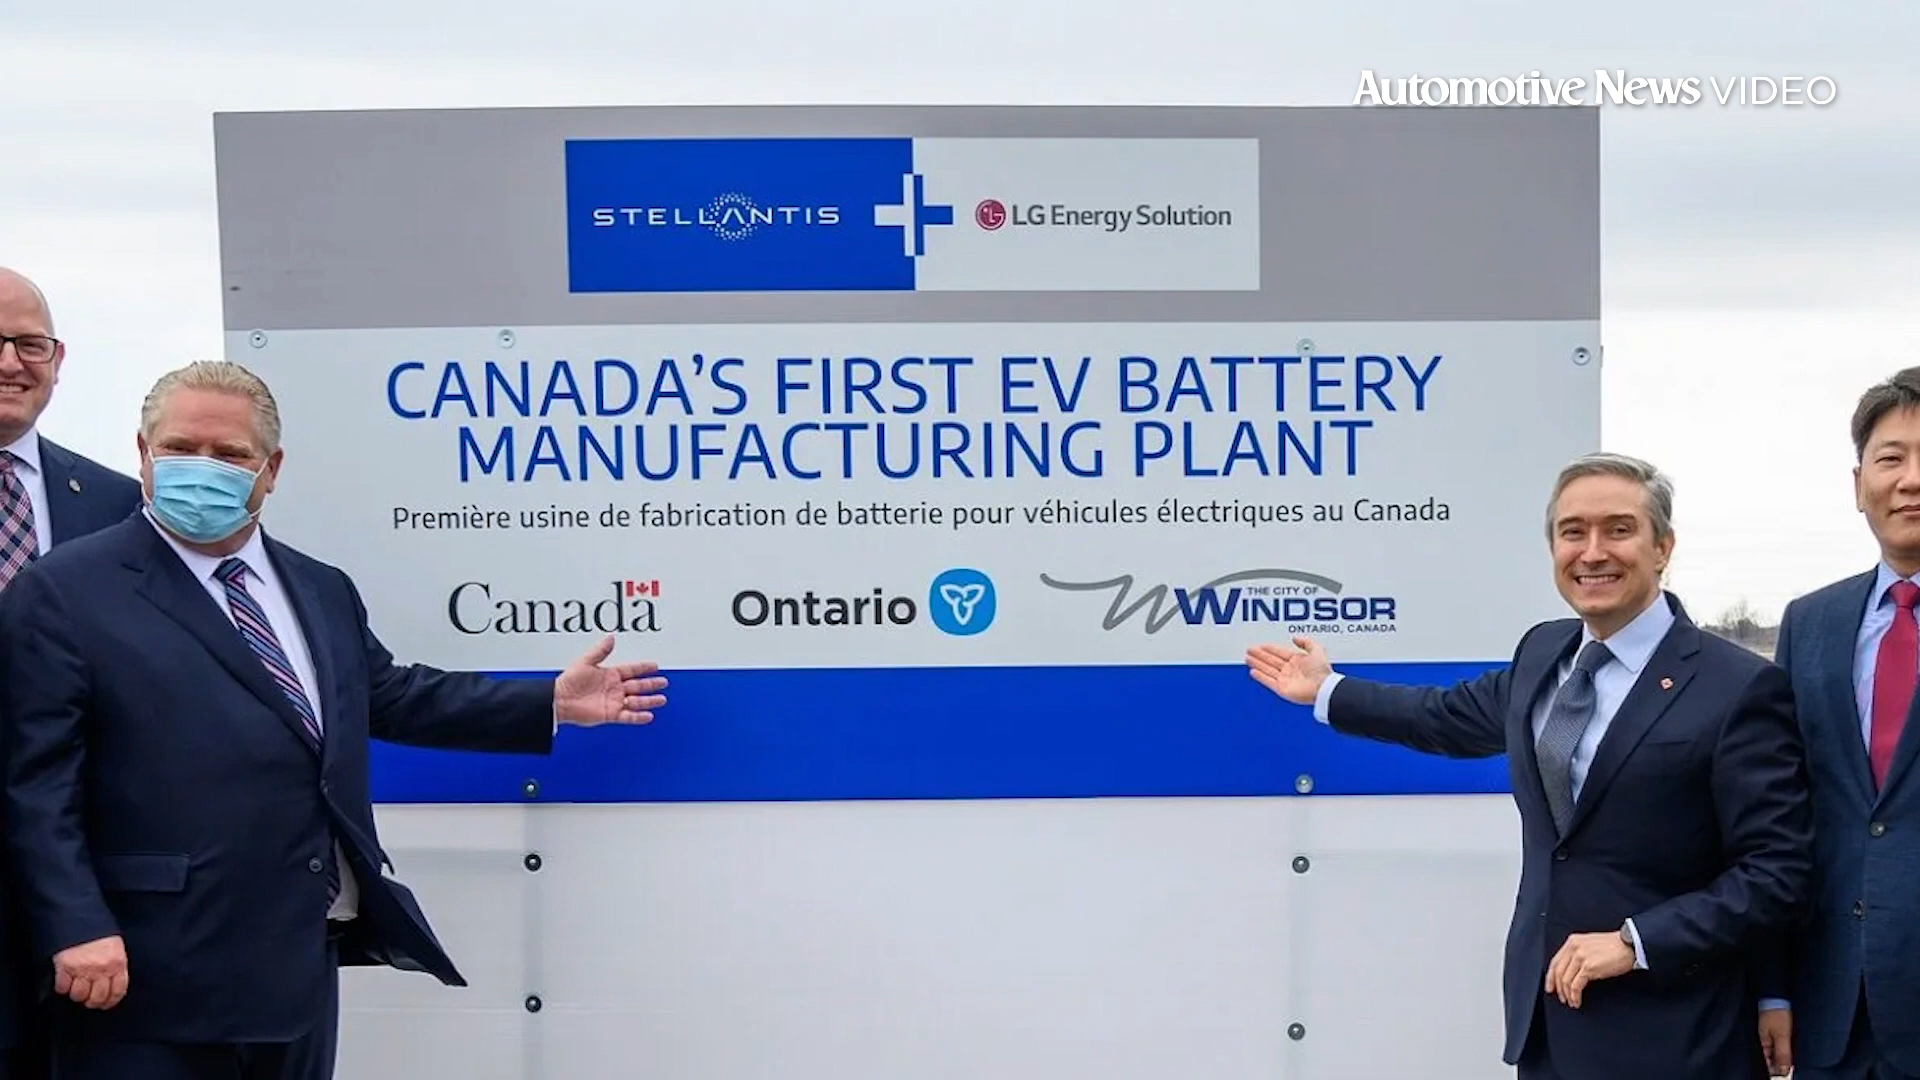 Automotive News VIDEO
STELLANTIS
LG Energy Solution
CANADA'S FIRST EV BATTERY
MANUFACTURING PLANT
Première usine de fabrication de batterie pour véhicules électriques au Canada
Canada
Ontario
THE CITY OF
WINDSOR
ONTARIO, CANADA